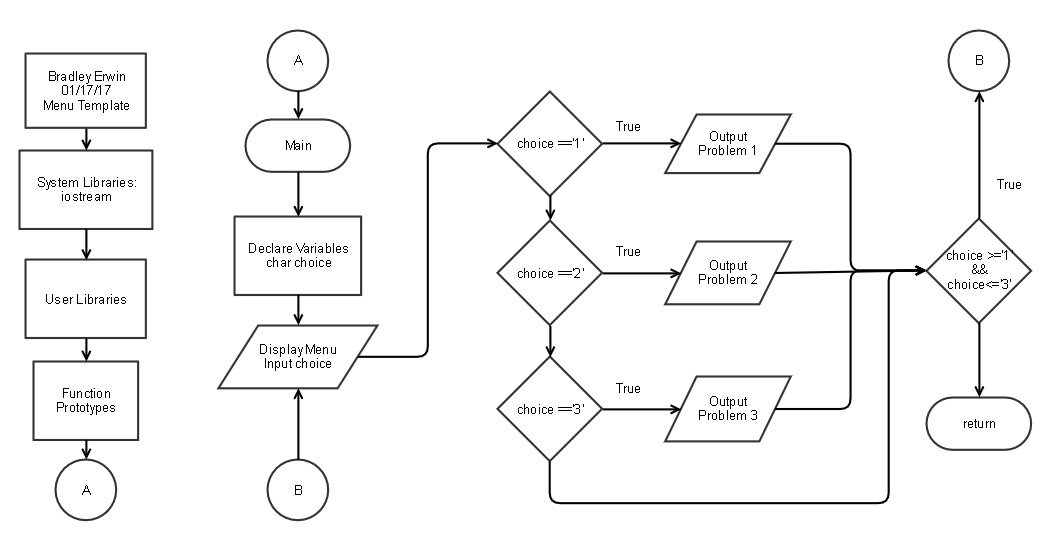 Bradley Erwin
01/17/17
Menu Template
System Libraries:
iostream
User Libraries
Function
Prototypes
A
A
Main
Declare Variables
char choice
Display Menu
Input choice
B
choice =='1'
True
Output
Problem 1
choice =='2'
True
Output
Problem 2
choice =='3'
True
Output
Problem 3
B
True
choice >='1'
&&
choice<='3'
return